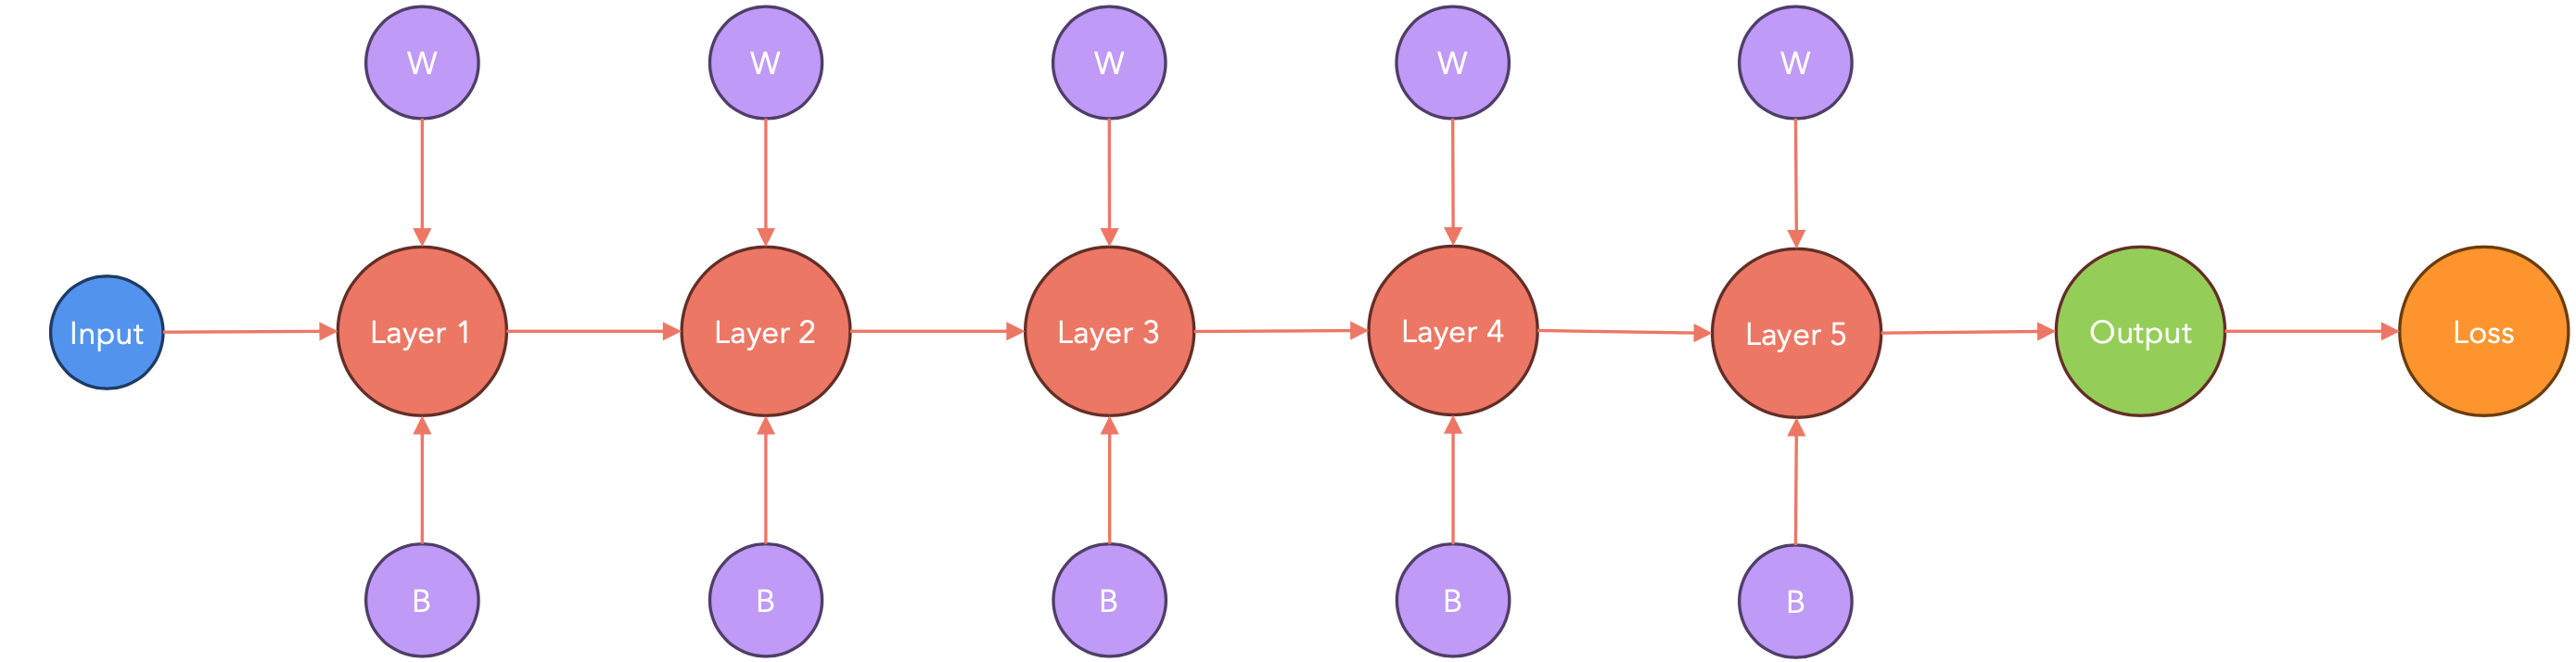 W
W
W
W
W
Input
Layer 1
Layer 2
Layer 3
Layer 4
Layer 5
Output
Loss
B
B
B
B
B